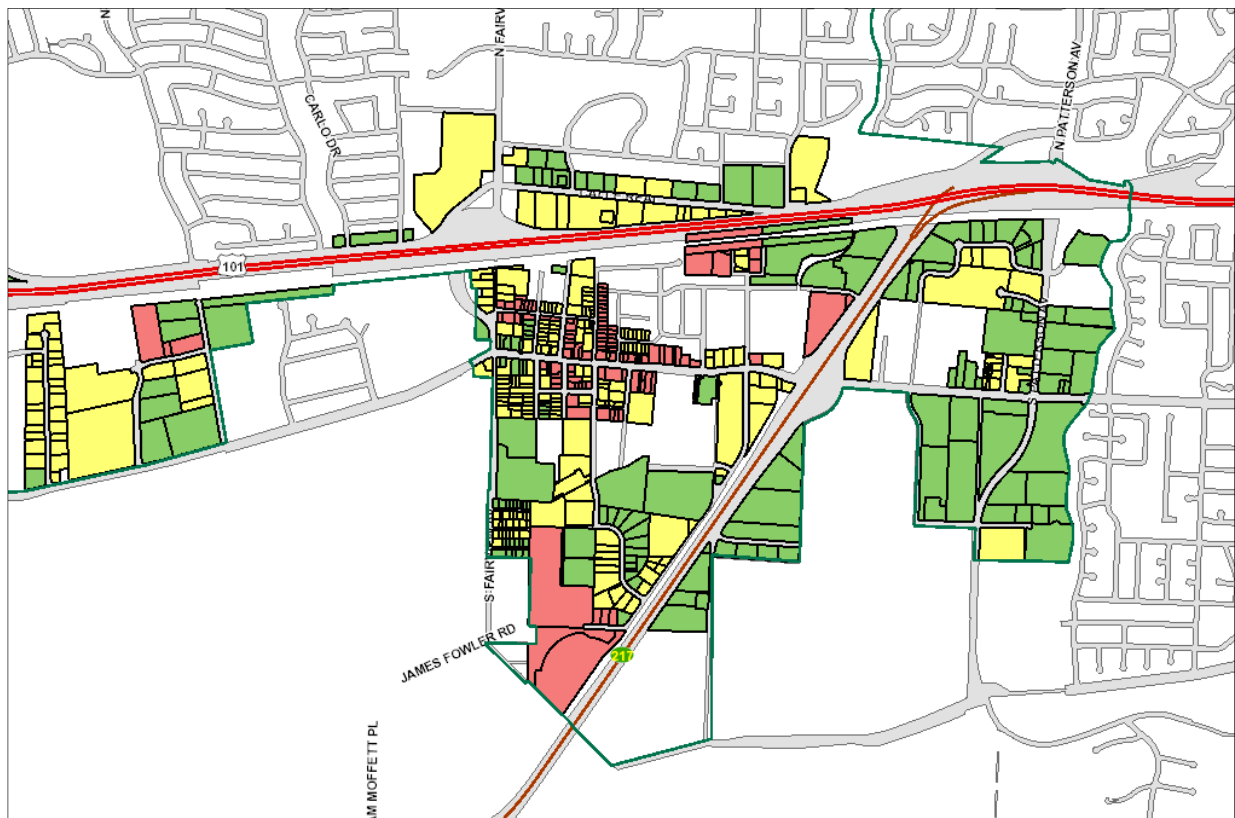 N
N FAIRV
CARLO DR
N PATTERSON AV
101
S FAIR
JAMES FOWLER RD
217
AM MOFFETT PL